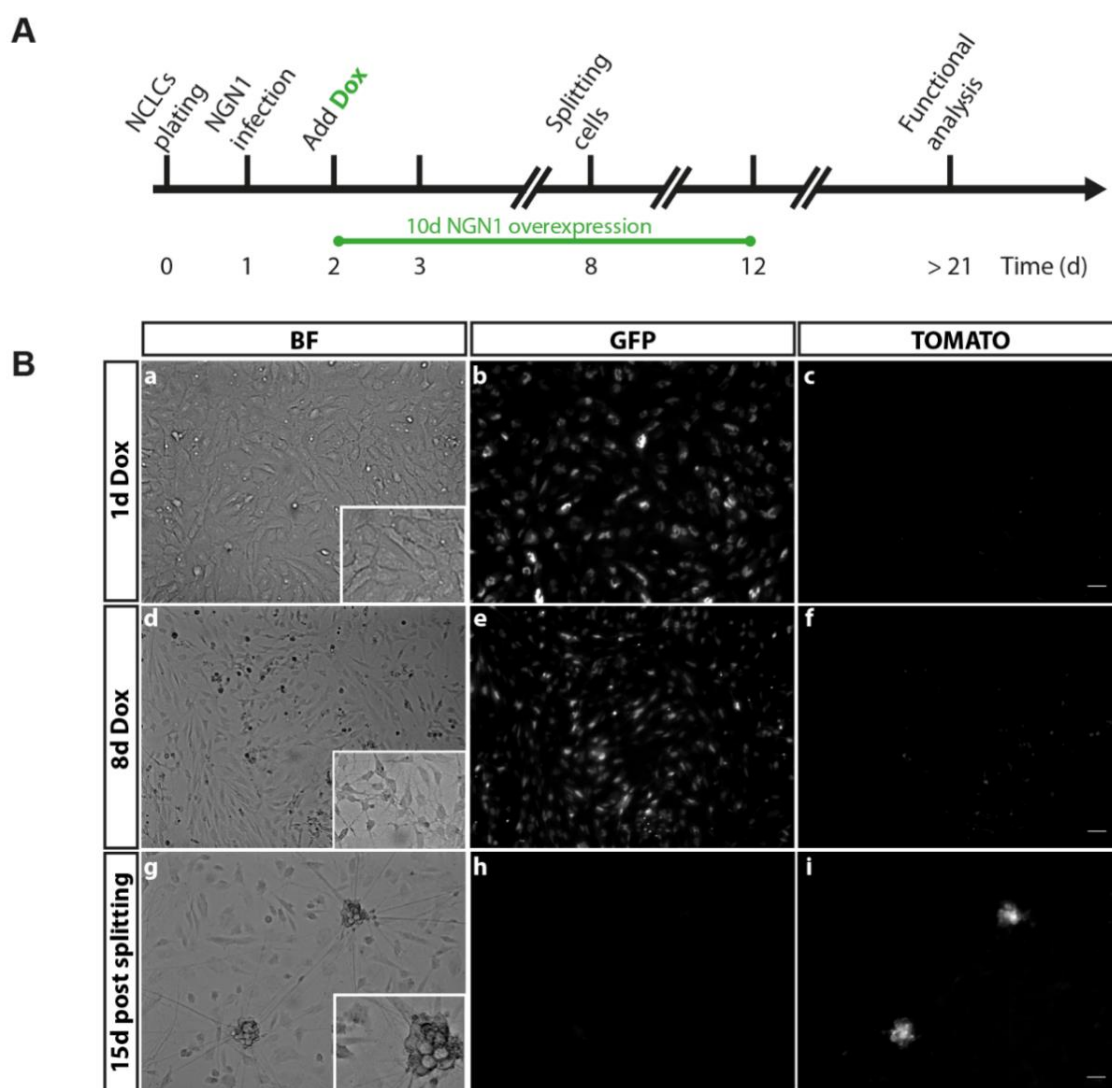 A
NCLCs
plating
NGN1
infection
Add Dox
Splitting
cells
Functional
analysis
10d NGN1 overexpression
0 1 2 3 8 12 > 21 Time (d)
B
BF GFP TOMATO
1d Dox
a b c
8d Dox
d e f
15d post splitting
g h i